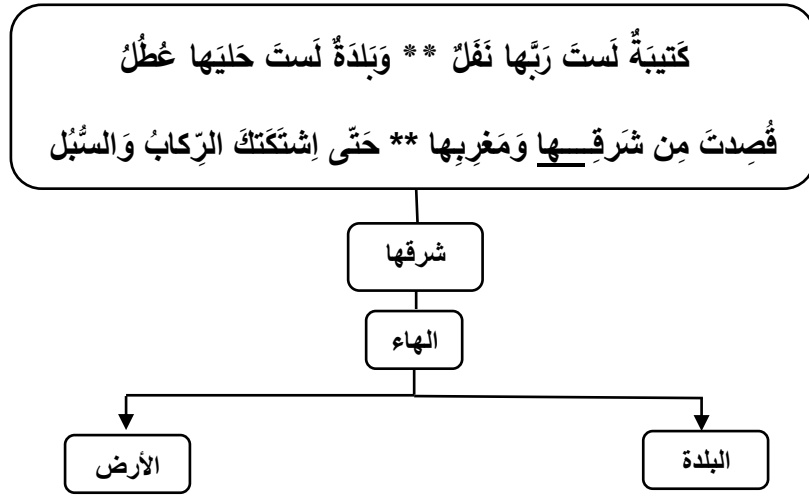 كَتيبَةٌ لَستَ رَبَّها نَفَلٌ ** وَبَلدَةٌ لَستَ حَليَها عُطُلُ
قُصِدتَ مِن شَرقِــها وَمَغرِبِها ** حَتّى اِشتَكَتكَ الرِّكابُ وَالسُّبُل
شرقها
الهاء
البلدة
الأرض